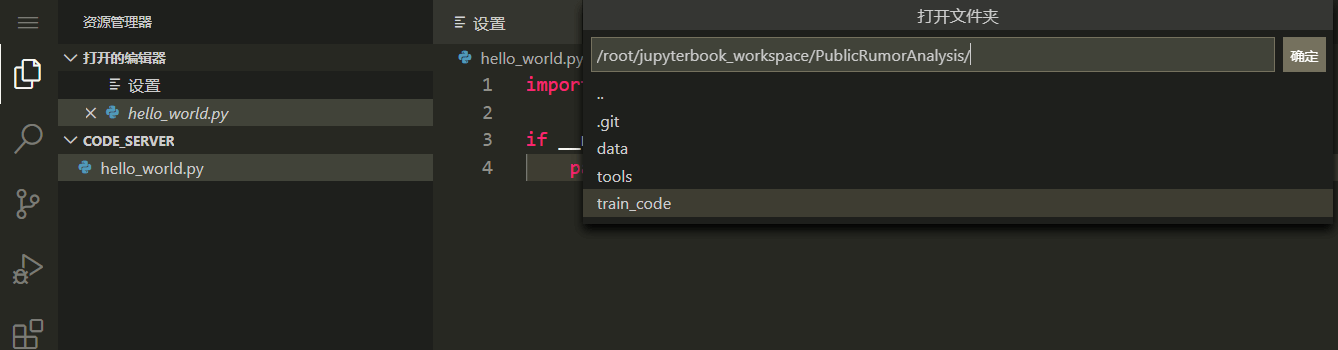 资源管理器
打开的编辑器
设置
hello_world.py
CODE_SERVER
hello_world.py
设置
hello_world.py
1 import
2
3 if
4
打开文件夹
/root/jupyterbook_workspace/PublicRumorAnalysis/
确定
..
.git
data
tools
train_code